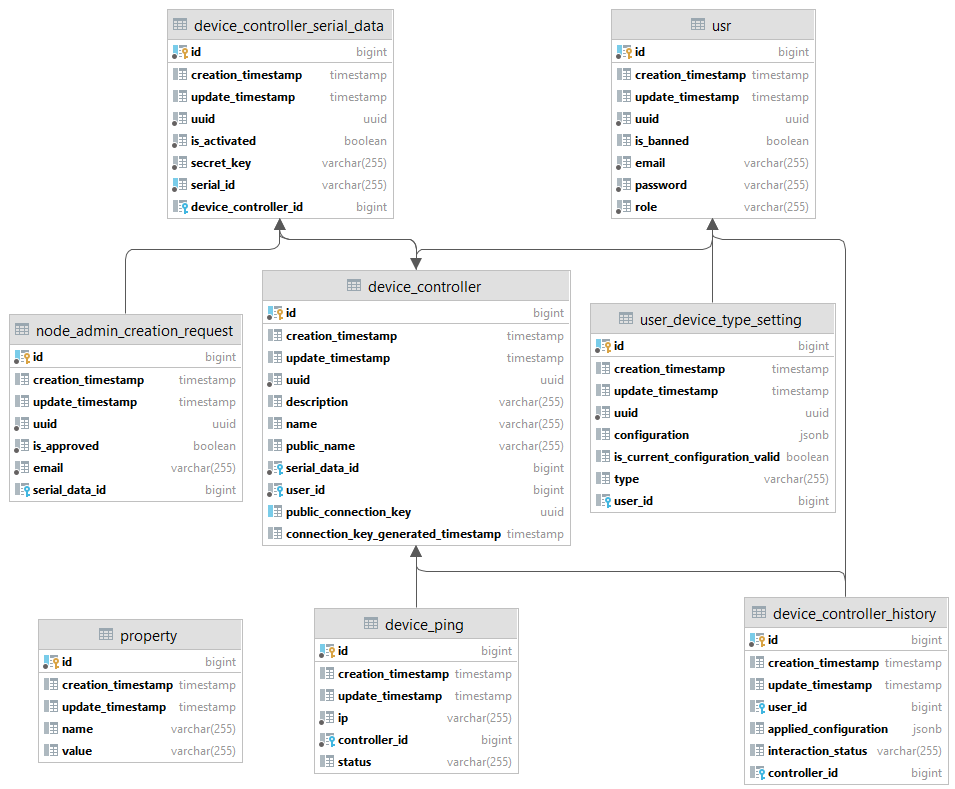 device_controller_serial_data
id bigint
creation_timestamp timestamp
update_timestamp timestamp
uuid uuid
is_activated boolean
secret_key varchar(255)
serial_id varchar(255)
device_controller_id bigint
usr
id bigint
creation_timestamp timestamp
update_timestamp timestamp
uuid uuid
is_banned boolean
email varchar(255)
password varchar(255)
role varchar(255)
node_admin_creation_request
id bigint
creation_timestamp timestamp
update_timestamp timestamp
uuid uuid
is_approved boolean
email varchar(255)
serial_data_id bigint
device_controller
id bigint
creation_timestamp timestamp
update_timestamp timestamp
uuid uuid
description varchar(255)
name varchar(255)
public_name varchar(255)
serial_data_id bigint
user_id bigint
public_connection_key uuid
connection_key_generated_timestamp timestamp
user_device_type_setting
id bigint
creation_timestamp timestamp
update_timestamp timestamp
uuid uuid
configuration jsonb
is_current_configuration_valid boolean
type varchar(255)
user_id bigint
property
id bigint
creation_timestamp timestamp
update_timestamp timestamp
name varchar(255)
value varchar(255)
device_ping
id bigint
creation_timestamp timestamp
update_timestamp timestamp
ip varchar(255)
controller_id bigint
status varchar(255)
device_controller_history
id bigint
creation_timestamp timestamp
update_timestamp timestamp
user_id bigint
applied_configuration jsonb
interaction_status varchar(255)
controller_id bigint